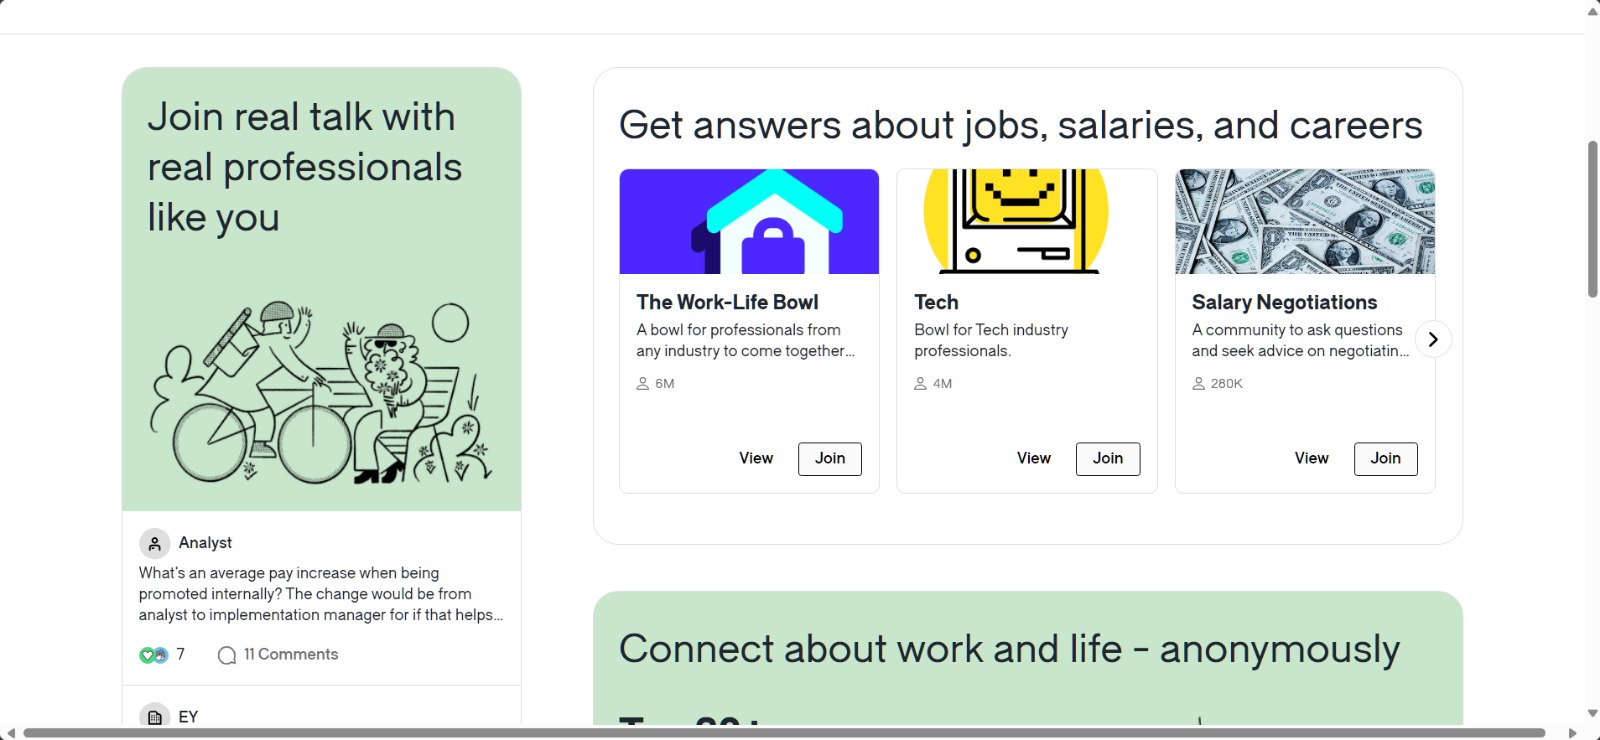 Join real talk with
real professionals
like you
Analyst
What's an average pay increase when being
promoted internally? The change would be from
analyst to implementation manager for if that helps...
7
11 Comments
EY
Get answers about jobs, salaries, and careers
The Work-Life Bowl
A bowl for professionals from
any industry to come together...
6M
View
Join
Tech
Bowl for Tech industry
professionals.
4M
View
Join
Salary Negotiations
A community to ask questions
and seek advice on negotiatin...
280K
View
Join
Connect about work and life - anonymously